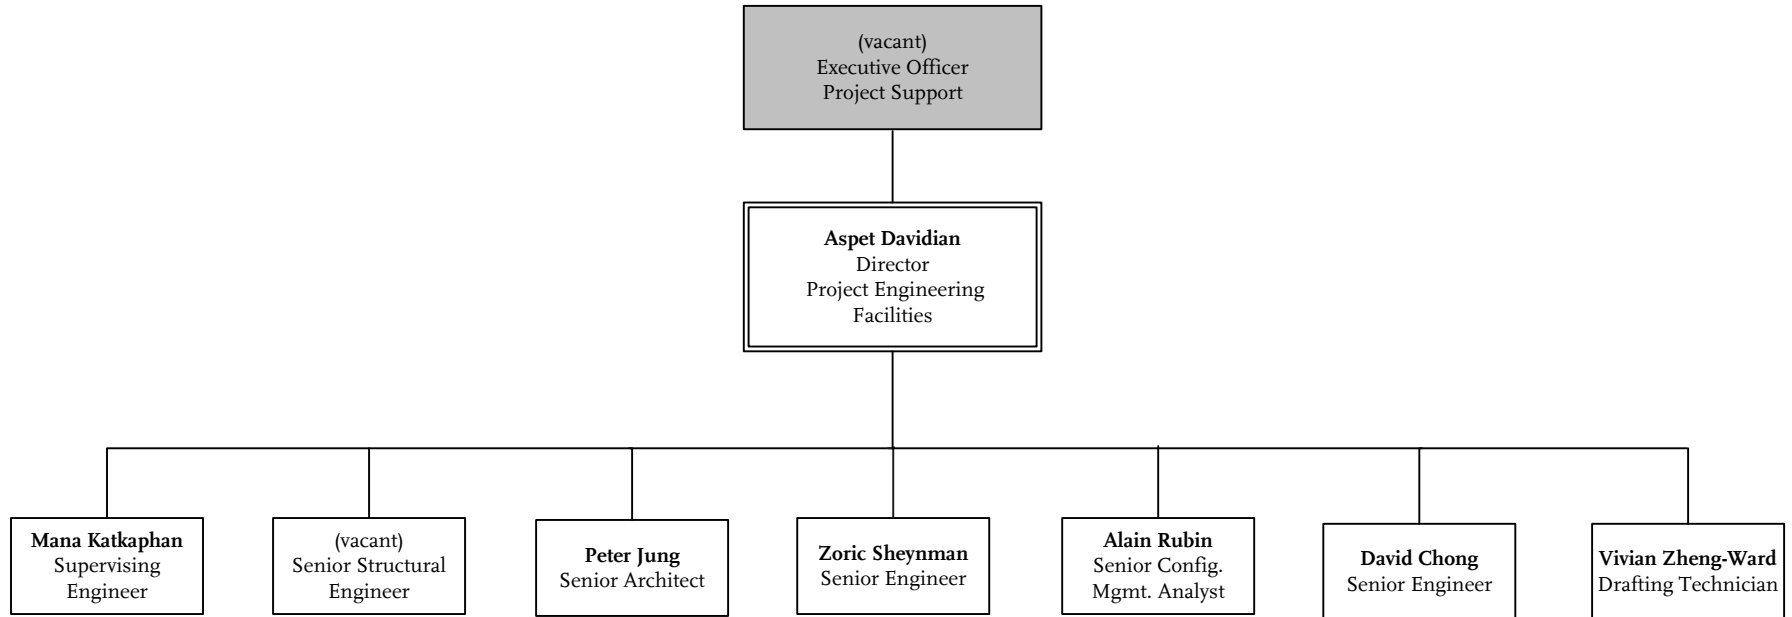 (vacant)
Executive Officer
Project Support
Aspet Davidian
Director
Project Engineering
Facilities
Mana Katkaphan
Supervising
Engineer
(vacant)
Senior Structural
Engineer
Peter Jung
Senior Architect
Zoric Sheynman
Senior Engineer
Alain Rubin
Senior Config.
Mgmt. Analyst
David Chong
Senior Engineer
Vivian Zheng-Ward
Drafting Technician